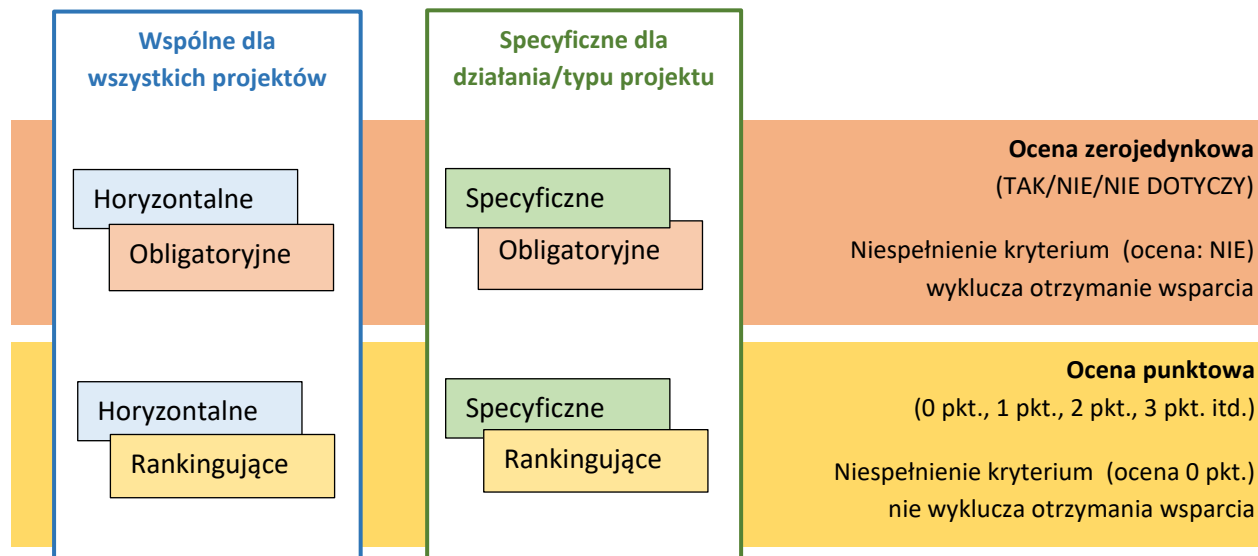 Wspólne dla
wszystkich projektów
Specyficzne dla
działania/typu projektu
Horyzontalne
Obligatoryjne
Specyficzne
Obligatoryjne
Ocena zerojedynkowa
(TAK/NIE/NIE DOTYCZY)
Niespełnienie kryterium (ocena: NIE)
wyklucza otrzymanie wsparcia
Horyzontalne
Rankingujące
Specyficzne
Rankingujące
Ocena punktowa
(0 pkt., 1 pkt., 2 pkt., 3 pkt. itd.)
Niespełnienie kryterium (ocena 0 pkt.)
nie wyklucza otrzymania wsparcia